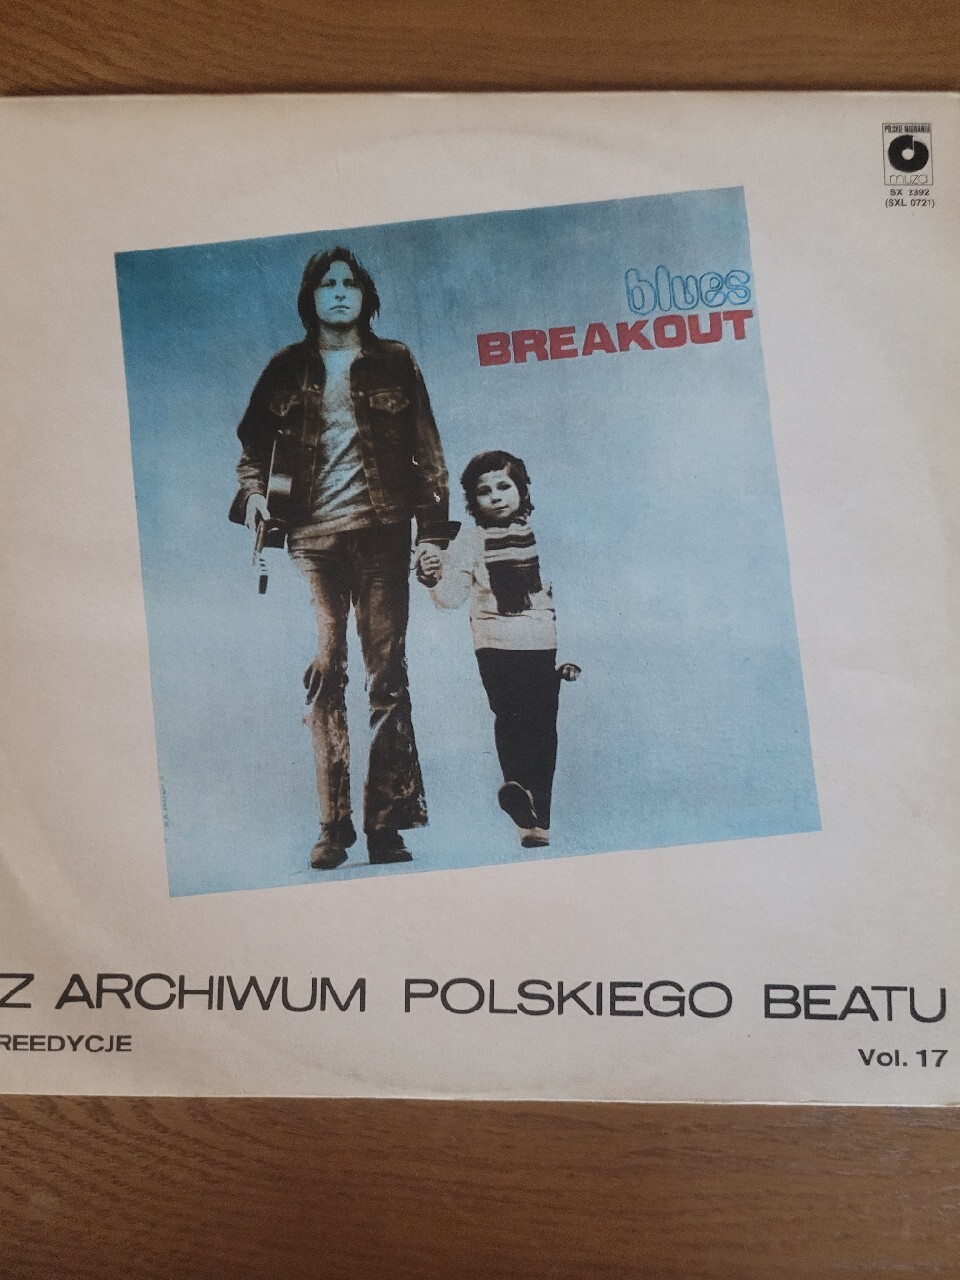 POLSKIE NAGRANIA
muza
SX 2392
(SXL 0721)
blues
BREAKOUT
Z ARCHIWUM POLSKIEGO BEATU
REEDYCJE
Vol. 17